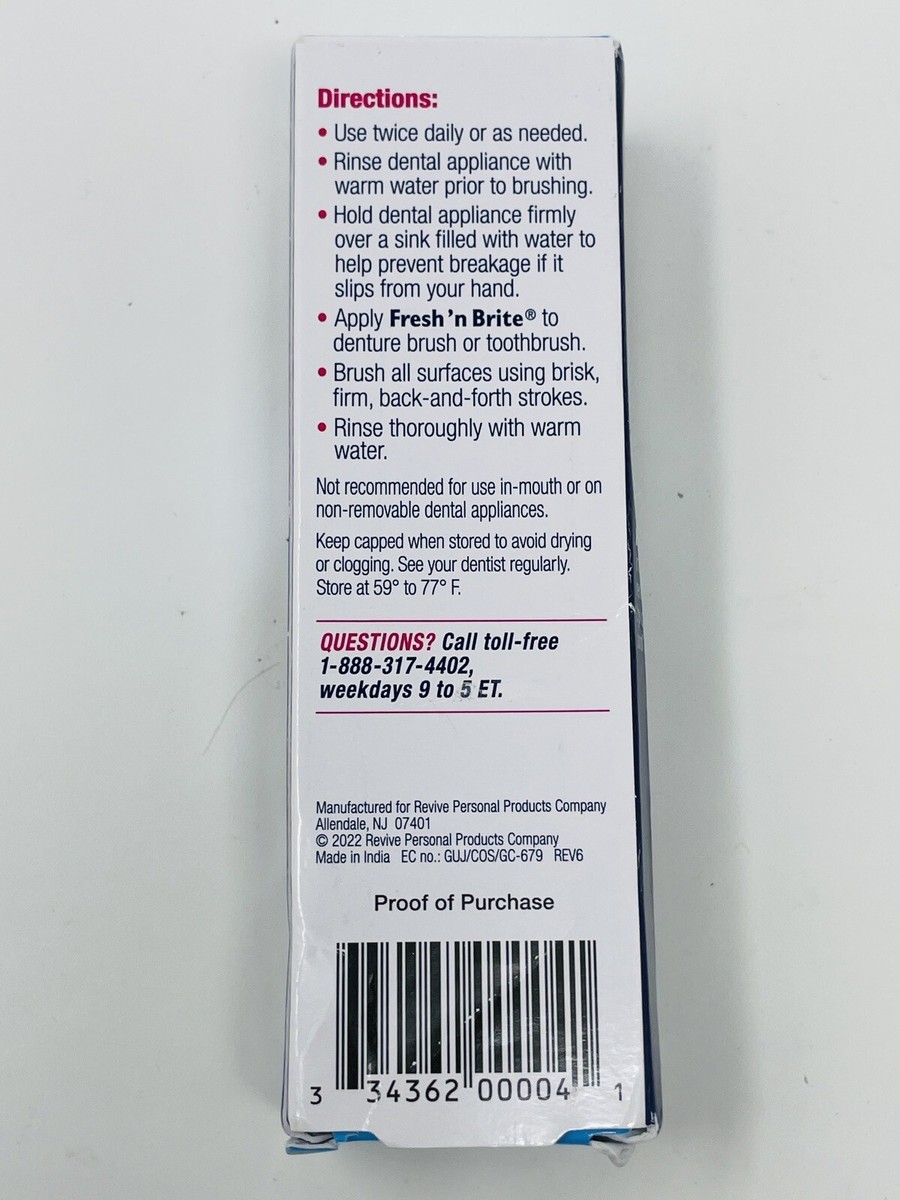 Directions:
• Use twice daily or as needed.
• Rinse dental appliance with
warm water prior to brushing.
• Hold dental appliance firmly
over a sink filled with water to
help prevent breakage if it
slips from your hand.
• Apply Fresh 'n Brite® to
denture brush or toothbrush.
• Brush all surfaces using brisk,
firm, back-and-forth strokes.
• Rinse thoroughly with warm
water.
Not recommended for use in-mouth or on
non-removable dental appliances.
Keep capped when stored to avoid drying
or clogging. See your dentist regularly.
Store at 59° to 77° F.
QUESTIONS? Call toll-free
1-888-317-4402,
weekdays 9 to 5 ET.
Manufactured for Revive Personal Products Company
Allendale, NJ 07401
© 2022 Revive Personal Products Company
Made in India EC no.: GUJ/COS/GC-679 REV6
Proof of Purchase
3 34362 00004 1